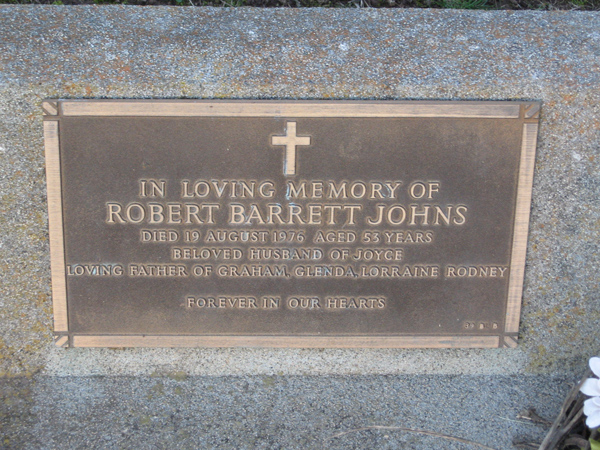 IN LOVING MEMORY OF
ROBERT BARRETT JOHNS
DIED 19 AUGUST 1976 AGED 53 YEARS
BELOVED HUSBAND OF JOYCE
LOVING FATHER OF GRAHAM, GLENDA, LORRAINE RODNEY
FOREVER IN OUR HEARTS